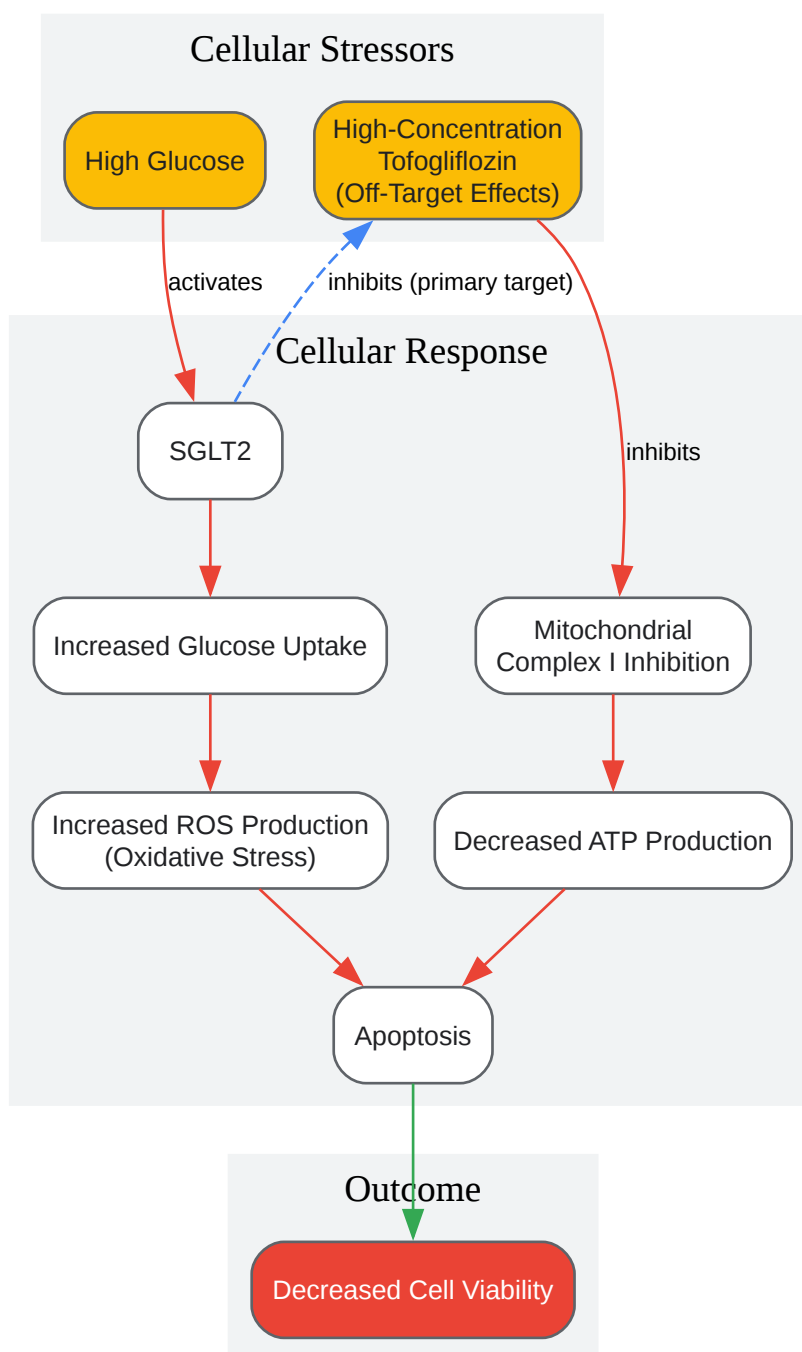 Cellular Stressors
High Glucose
High-Concentration
Tofogliflozin
(Off-Target Effects)
activates
inhibits (primary target)
Cellular Response
SGLT2
inhibits
Increased Glucose Uptake
Mitochondrial
Complex I Inhibition
Increased ROS Production
(Oxidative Stress)
Decreased ATP Production
Apoptosis
Outcome
Decreased Cell Viability